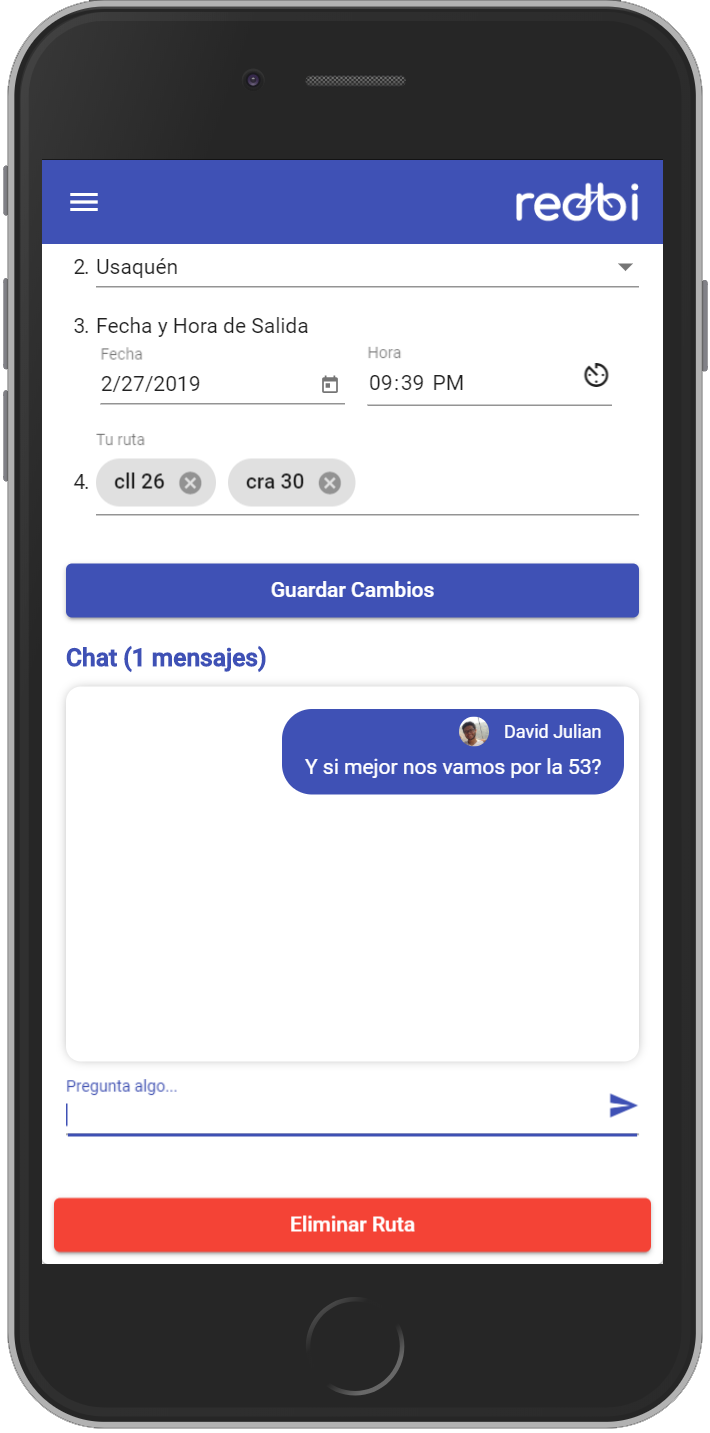 redbi
2. Usaquén
3. Fecha y Hora de Salida
Fecha
Hora
2/27/2019
09:39 PM
Tu ruta
4. cll 26 cra 30
Guardar Cambios
Chat (1 mensajes)
David Julian
Y si mejor nos vamos por la 53?
Pregunta algo...
Eliminar Ruta